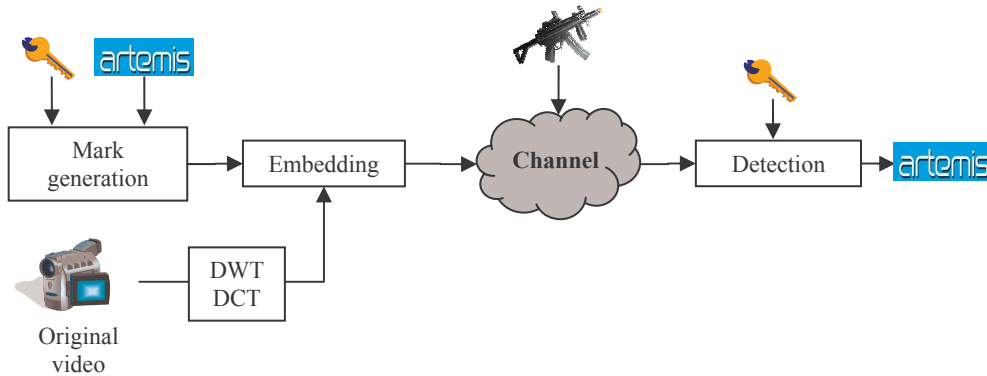 artemis
Mark
generation
Embedding
Channel
Detection
artemis
DWT
DCT
Original
video